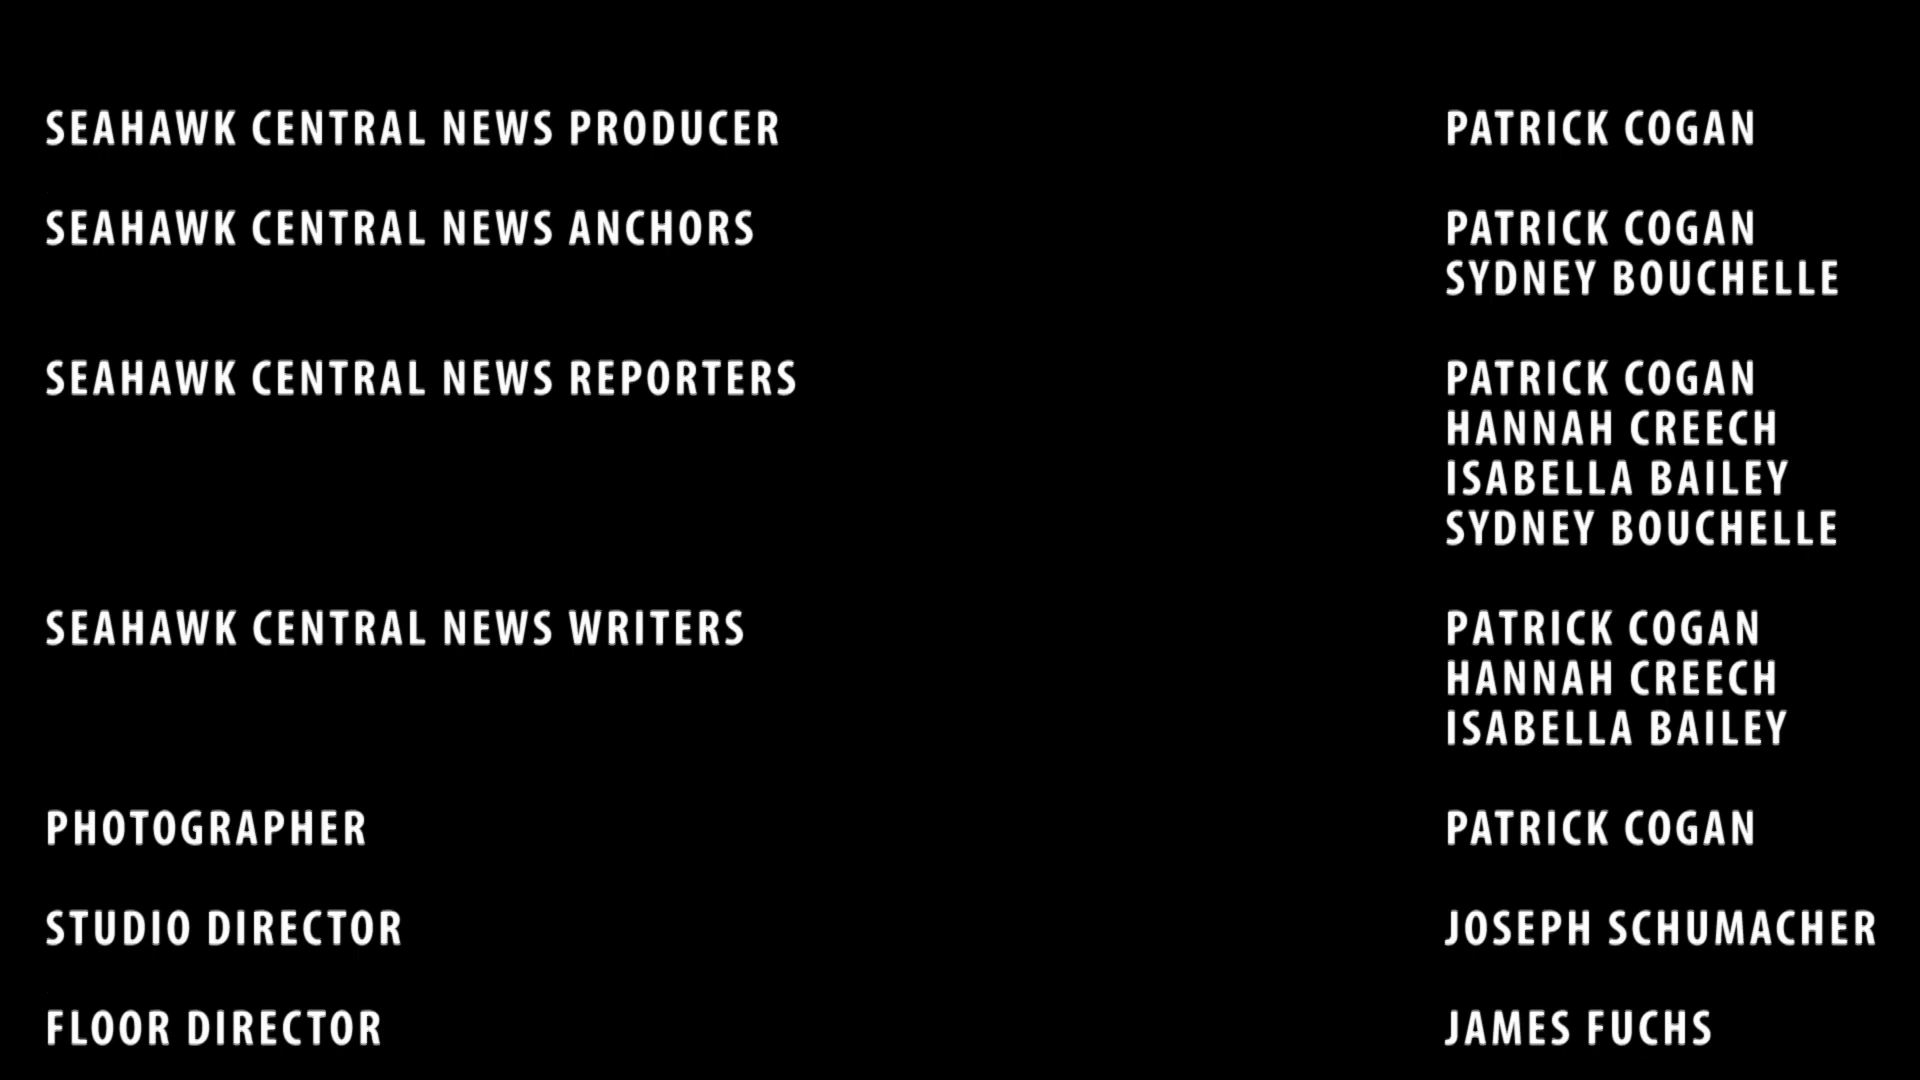 SEAHAWK CENTRAL NEWS PRODUCER PATRICK COGAN
SEAHAWK CENTRAL NEWS ANCHORS PATRICK COGAN
SYDNEY BOUCHELLE
SEAHAWK CENTRAL NEWS REPORTERS PATRICK COGAN
HANNAH CREECH
ISABELLA BAILEY
SYDNEY BOUCHELLE
SEAHAWK CENTRAL NEWS WRITERS PATRICK COGAN
HANNAH CREECH
ISABELLA BAILEY
PHOTOGRAPHER PATRICK COGAN
STUDIO DIRECTOR JOSEPH SCHUMACHER
FLOOR DIRECTOR JAMES FUCHS